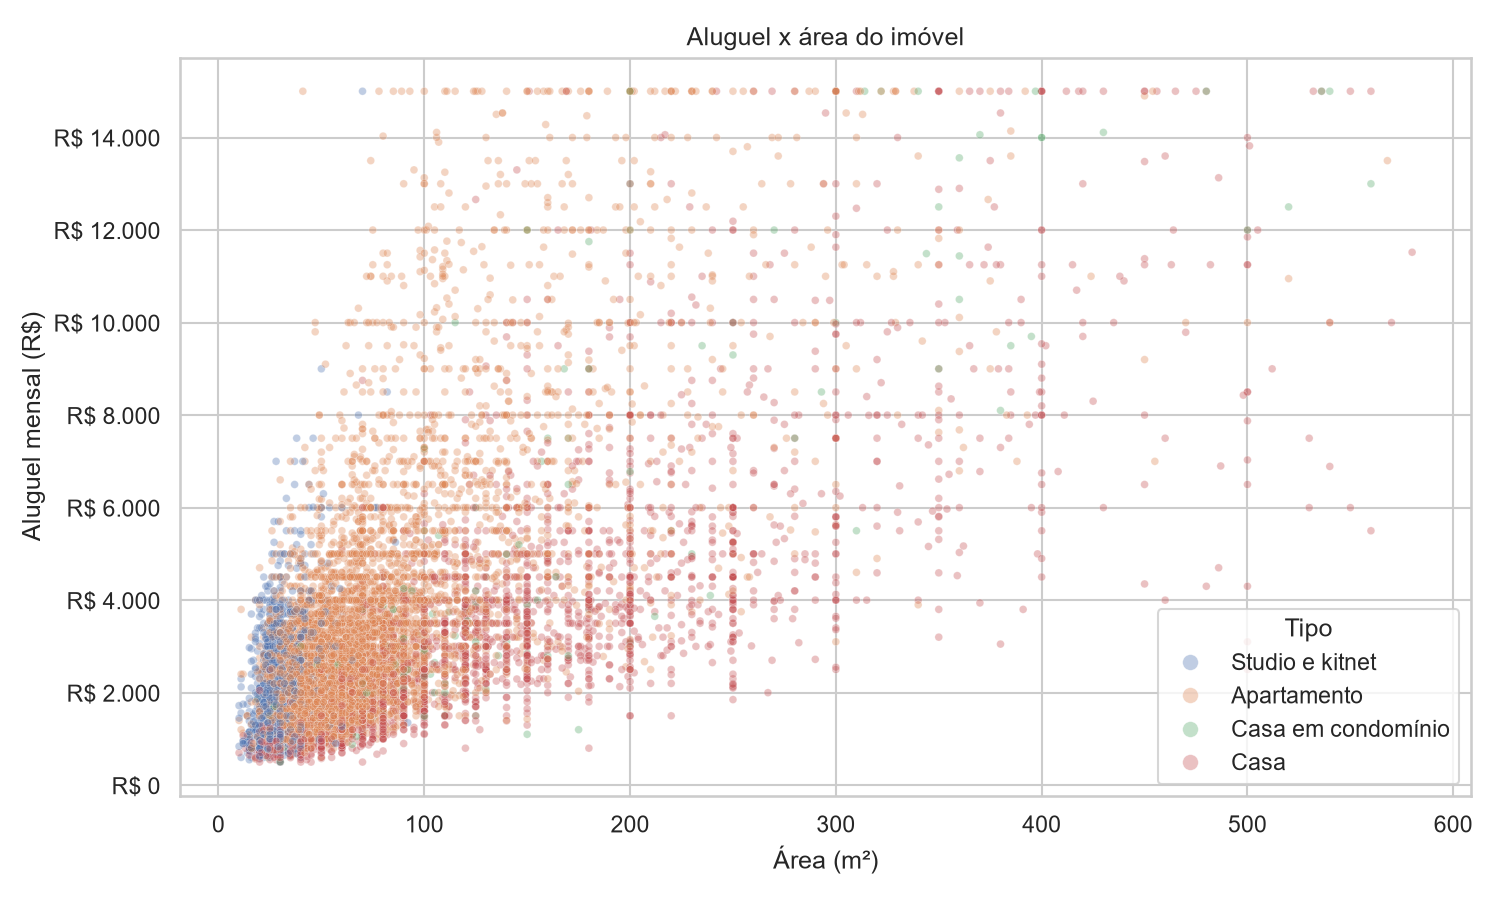 Aluguel x área do imóvel
Aluguel mensal (R$)
R$ 14.000
R$ 12.000
R$ 10.000
R$ 8.000
R$ 6.000
R$ 4.000
R$ 2.000
R$ 0
Tipo
Studio e kitnet
Apartamento
Casa em condomínio
Casa
0 100 200 300 400 500 600
Área (m²)